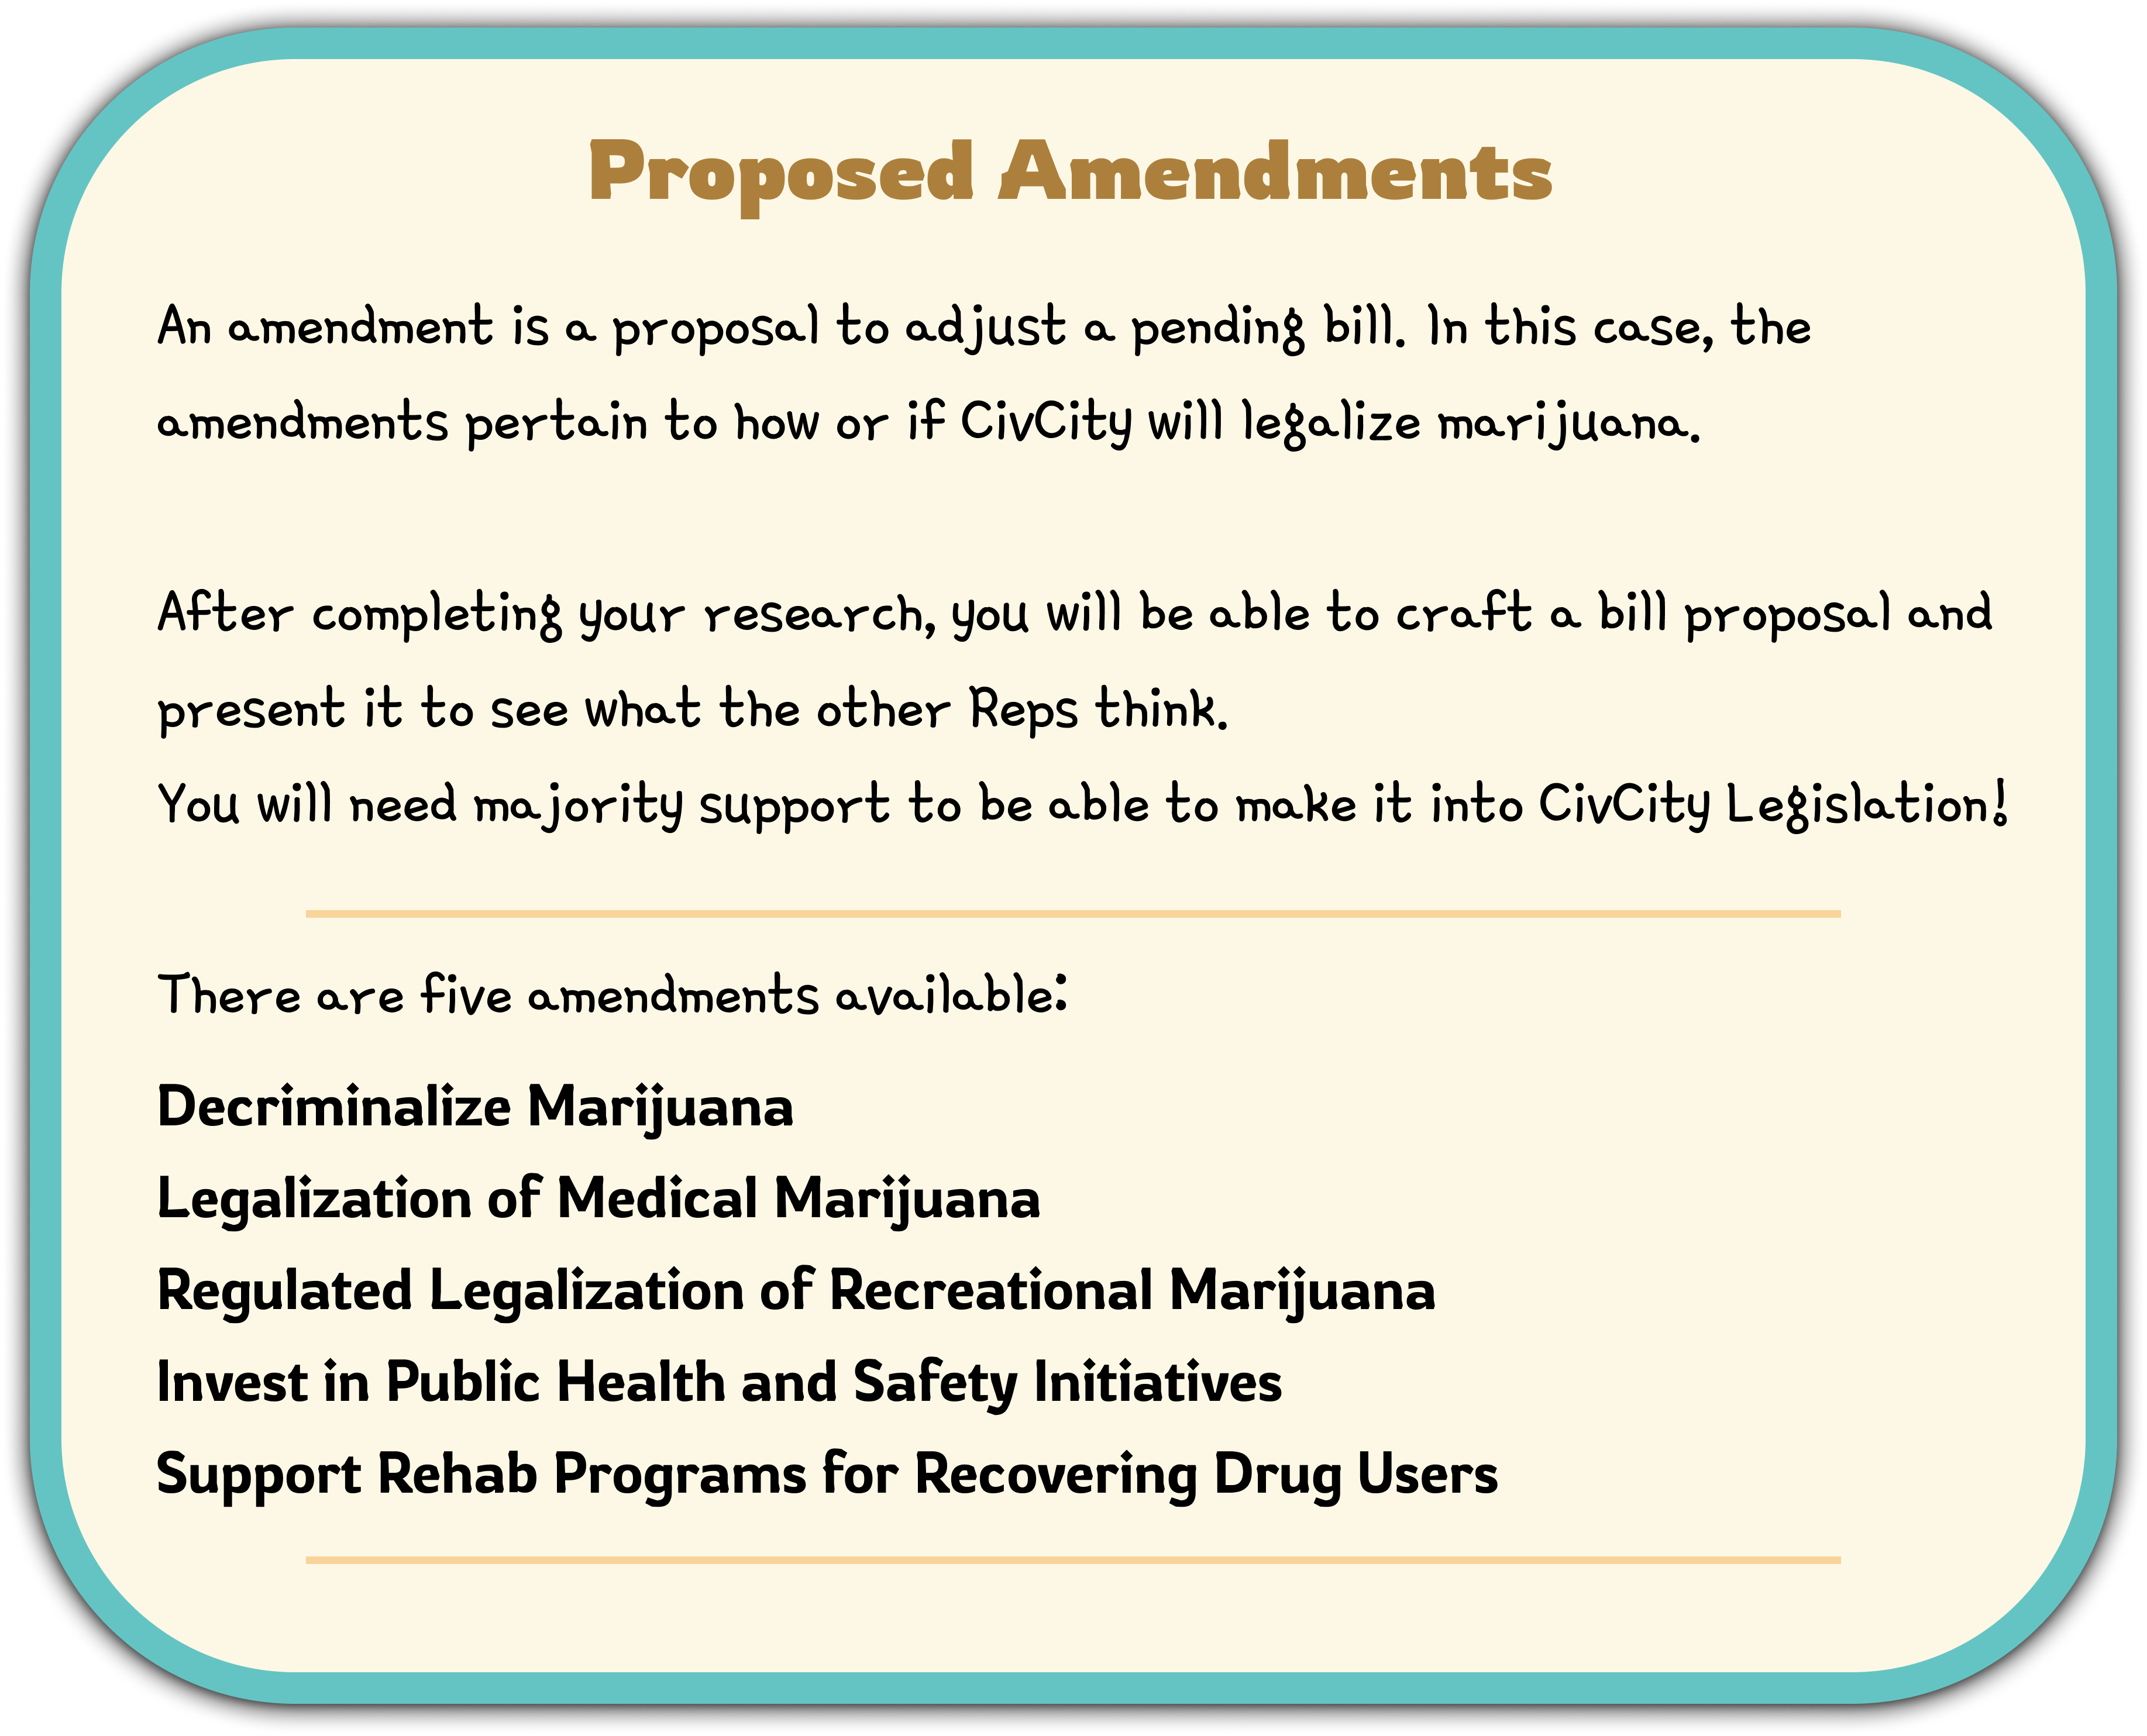 Proposed Amendments
An amendment is a proposal to adjust a pending bill. In this case, the
amendments pertain to how or if CivCity will legalize marijuana.
After completing your research, you will be able to craft a bill proposal and
present it to see what the other Reps think.
You will need majority support to be able to make it into CivCity Legislation!
There are five amendments available:
Decriminalize Marijuana
Legalization of Medical Marijuana
Regulated Legalization of Recreational Marijuana
Invest in Public Health and Safety Initiatives
Support Rehab Programs for Recovering Drug Users